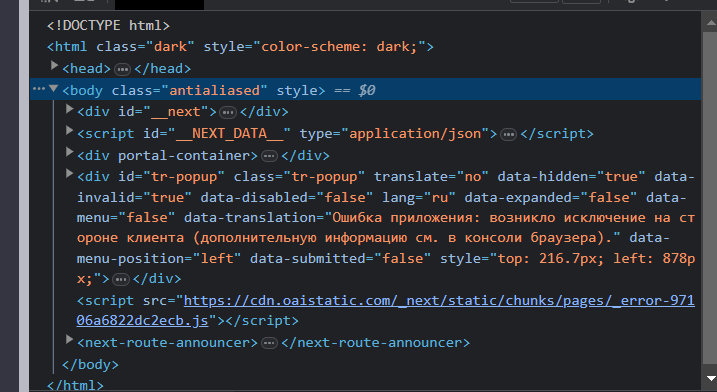 <!DOCTYPE html>
<html class="dark" style="color-scheme: dark;">
<head> ⋯ </head>
⋯ <body class="antialiased" style> == $0
<div id="__next"> ⋯ </div>
<script id="__NEXT_DATA__" type="application/json"> ⋯ </script>
<div portal-container> ⋯ </div>
<div id="tr-popup" class="tr-popup" translate="no" data-hidden="true" data-
invalid="true" data-disabled="false" lang="ru" data-expanded="false" data-
menu="false" data-translation="Ошибка приложения: возникло исключение на ст
ороне клиента (дополнительную информацию см. в консоли браузера)." data-
menu-position="left" data-submitted="false" style="top: 216.7px; left: 878p
x;"> ⋯ </div>
<script src="https://cdn.oaistatic.com/_next/static/chunks/pages/_error-971
06a6822dc2ecb.js"></script>
<next-route-announcer> ⋯ </next-route-announcer>
</body>
</html>